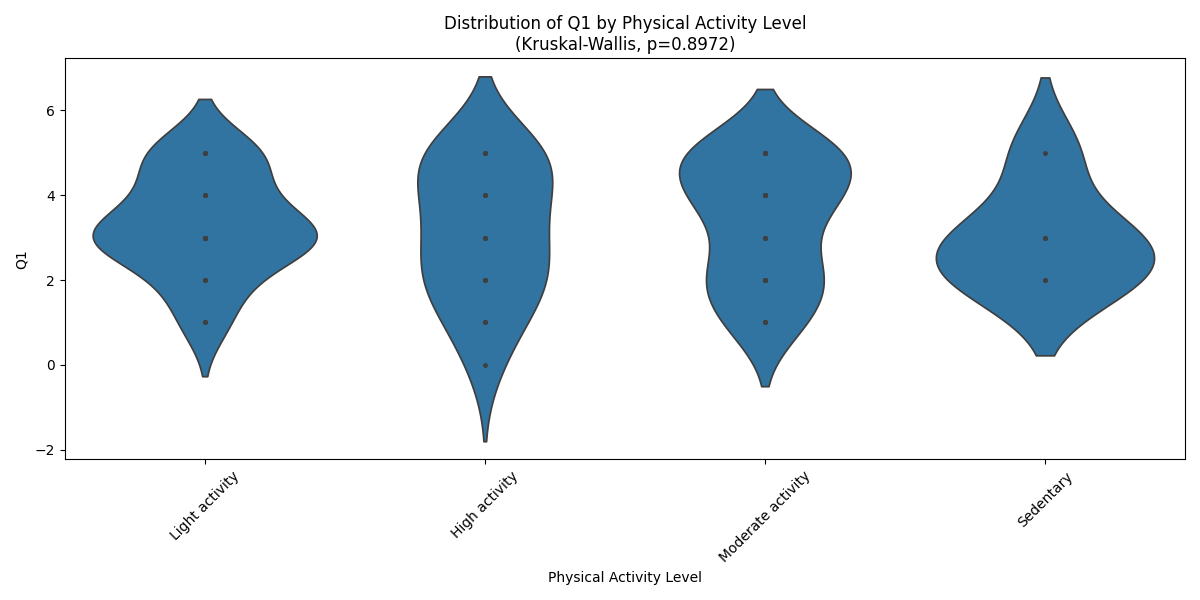 Distribution of Q1 by Physical Activity Level
(Kruskal-Wallis, p=0.8972)
6
4
2
0
−2
Q1
Light activity
High activity
Moderate activity
Sedentary
Physical Activity Level